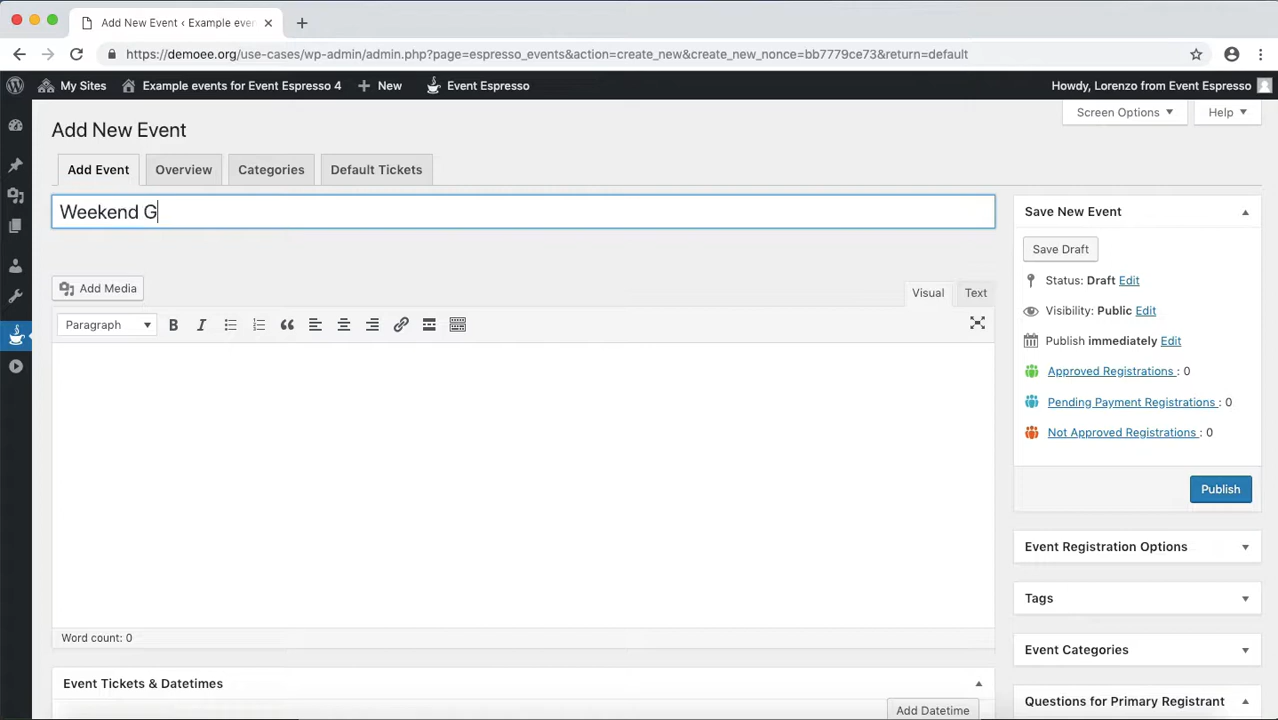 Add New Event ‹ Example even
https://demoee.org/use-cases/wp-admin/admin.php?page=espresso_events&action=create_new&create_new_nonce=bb7779ce73&return=default
My Sites Example events for Event Espresso 4 New Event Espresso Howdy, Lorenzo from Event Espresso
Screen Options Help
Add New Event
Add Event Overview Categories Default Tickets
Weekend G
Save New Event
Save Draft
Add Media
Visual Text
Status: Draft Edit
Paragraph B I
Visibility: Public Edit
Publish immediately Edit
Approved Registrations : 0
Pending Payment Registrations : 0
Not Approved Registrations : 0
Publish
Event Registration Options
Tags
Word count: 0
Event Categories
Event Tickets & Datetimes
Questions for Primary Registrant
Add Datetime